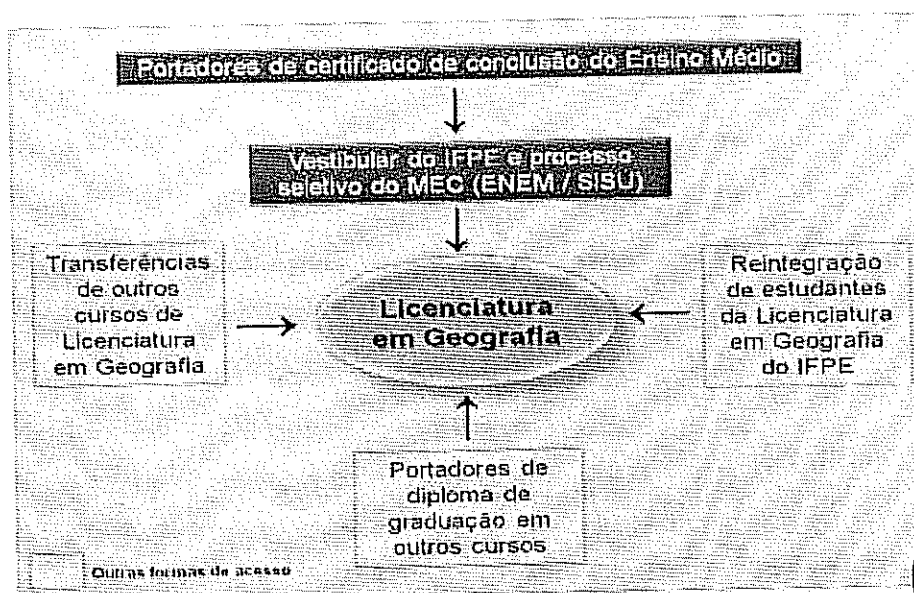 Portadores de certificado de conclusão do Ensino Médio
Vestibular do IFPE e processo
seletivo do MEC (ENEM / SISU)
Transferências
de outros
cursos de
Licenciatura
em Geografia
Licenciatura
em Geografia
Reintegração
de estudantes
da Licenciatura
em Geografia
do IFPE
Portadores de
diploma de
graduação em
outros cursos
Outras formas de acesso